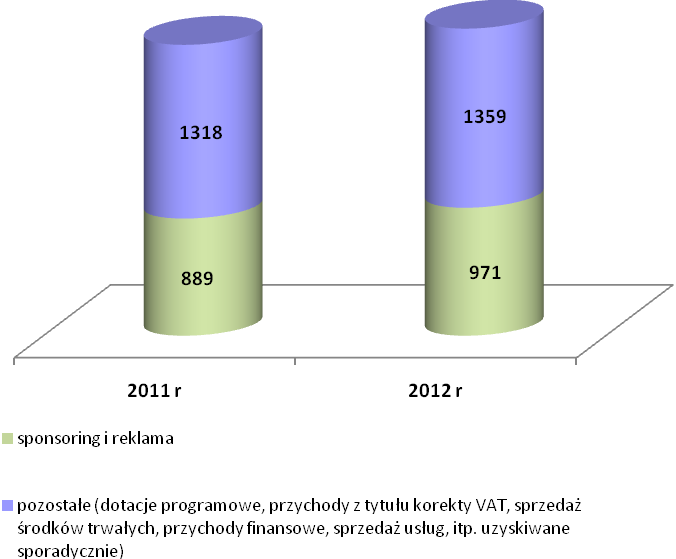 1318
1359
889
971
2011 r
2012 r
sponsoring i reklama
pozostałe (dotacje programowe, przychody z tytułu korekty VAT, sprzedaż
środków trwałych, przychody finansowe, sprzedaż usług, itp. uzyskiwane
sporadycznie)